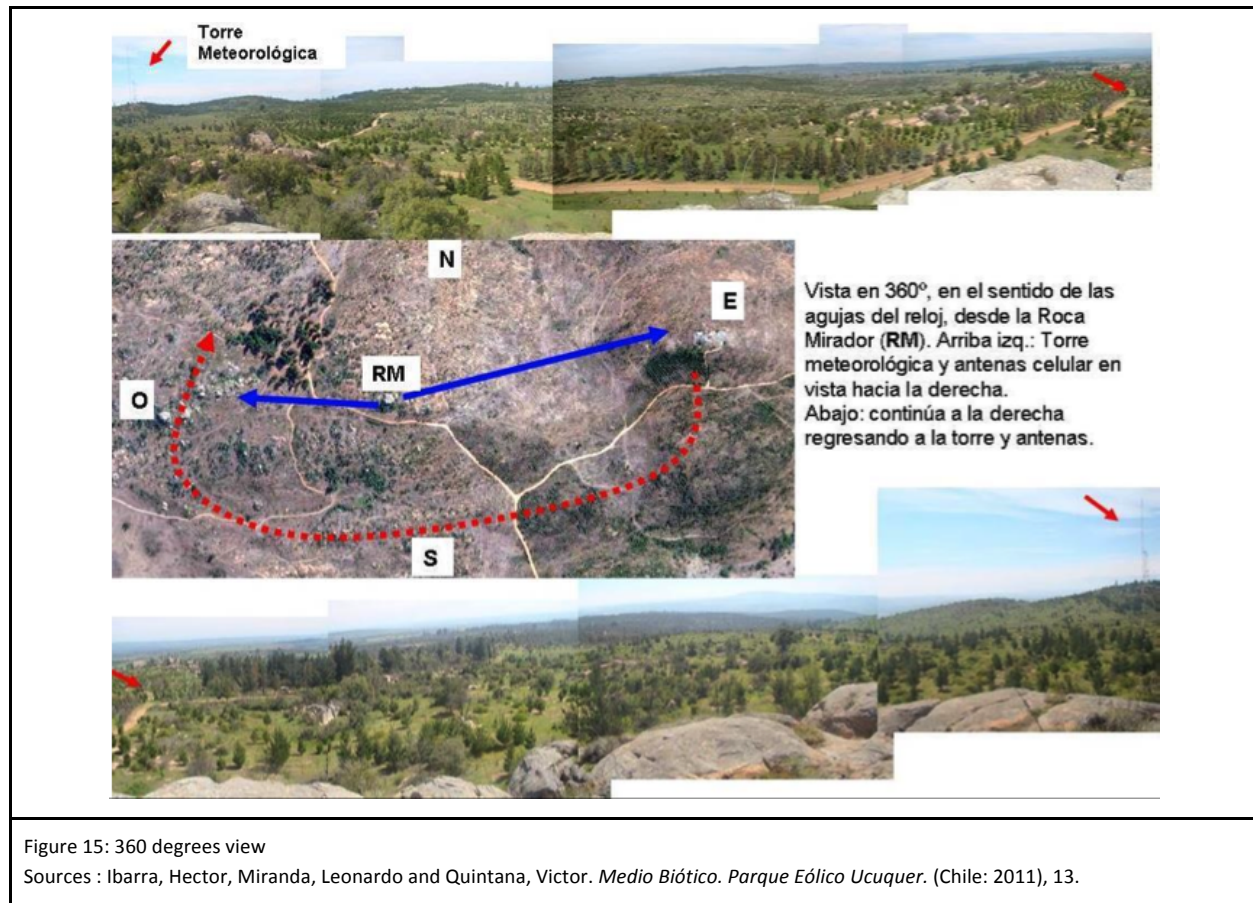 Torre
Meteorológica
N
E
RM
O
S
Vista en 360º, en el sentido de las
agujas del reloj, desde la Roca
Mirador (RM). Arriba izq.: Torre
meteorológica y antenas celular en
vista hacia la derecha.
Abajo: continúa a la derecha
regresando a la torre y antenas.
Figure 15: 360 degrees view
Sources : Ibarra, Hector, Miranda, Leonardo and Quintana, Victor. Medio Biótico. Parque Eólico Ucuquer. (Chile: 2011), 13.